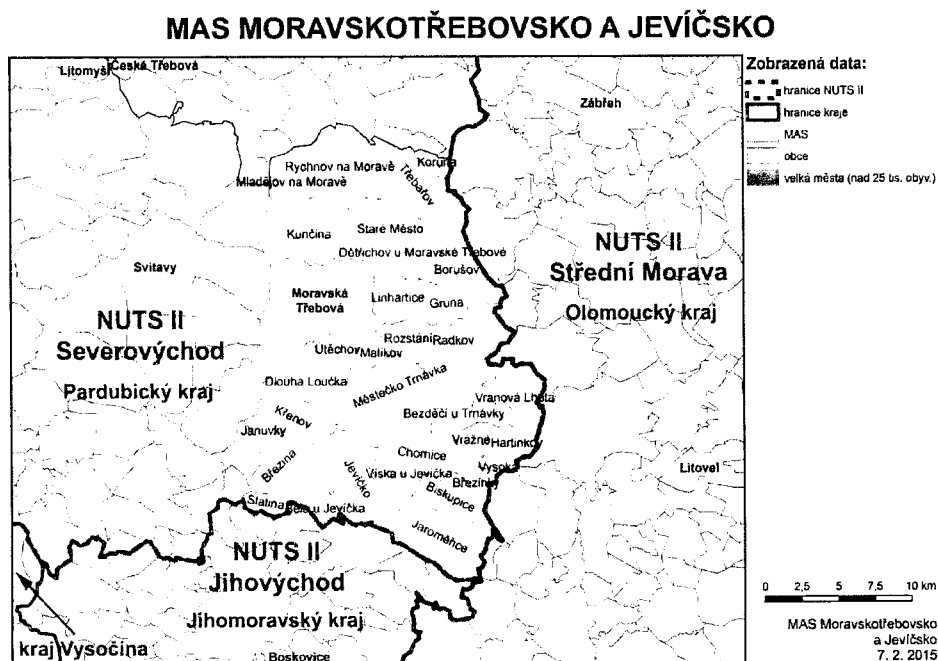 MAS MORAVSKOTŘEBOVSKO A JEVÍČSKO
Zobrazená data:
hranice NUTS II
hranice kraje
MAS
obce
velká města (nad 25 tis. obyv.)
Litomyšl
Česká Třebová
Zábřeh
Rychnov na Moravě
Koruna
Mladějov na Moravě
Třebařov
Kunčina
Staré Město
Dětřichov u Moravské Třebové
Borušov
Svitavy
NUTS II
Střední Morava
Olomoucký kraj
Moravská
Třebová
Linhartice
Gruna
NUTS II
Severovýchod
Pardubický kraj
Rozstání
Radkov
Útěchov
Malíkov
Dlouhá Loučka
Městečko Trnávka
Vranová Lhota
Bezděčí u Trnávky
Křenov
Januvky
Vražné
Hartinkov
Chornice
Březina
Jevíčko
Víska u Jevíčka
Vysoká
Březinky
Biskupice
Litovel
Slatina
Bělá u Jevíčka
Jaroměřice
NUTS II
Jihovýchod
Jihomoravský kraj
kraj Vysočina
Boskovice
0 2,5 5 7,5 10 km
MAS Moravskotřebovsko
a Jevíčsko
7. 2. 2015